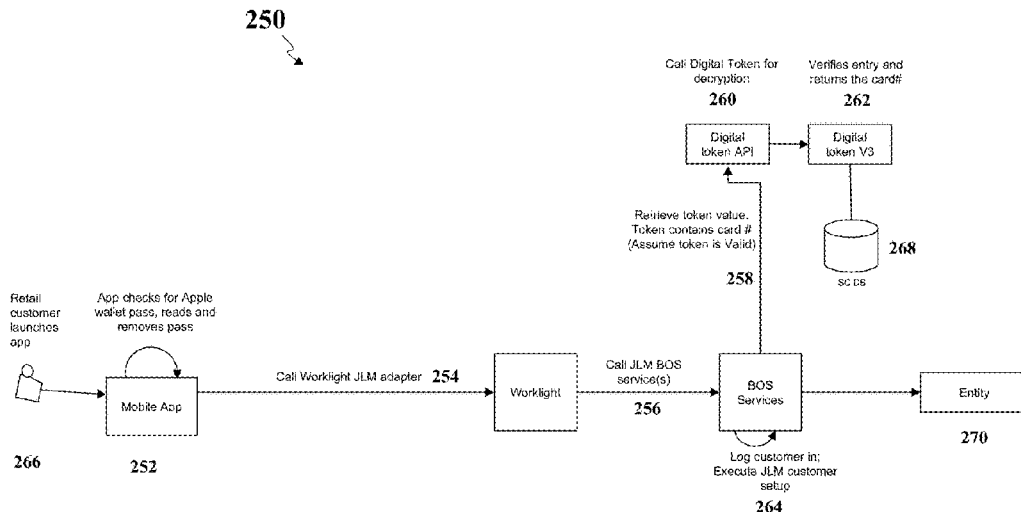 250
Call Digital Token for
decryption
260
Verifies entry and
returns the card#
262
Digital
token API
Digital
token V3
Retrieve token value.
Token contains card #
(Assume token is Valid)
258
268
SC DB
Retail
customer
launches
app
App checks for Apple
wallet pass, reads and
removes pass
Call Worklight JLM adapter
254
Call JLM BOS
service(s)
256
Mobile App
Worklight
BOS
Services
Entity
266
252
270
Log customer in;
Execute JLM customer
setup
264